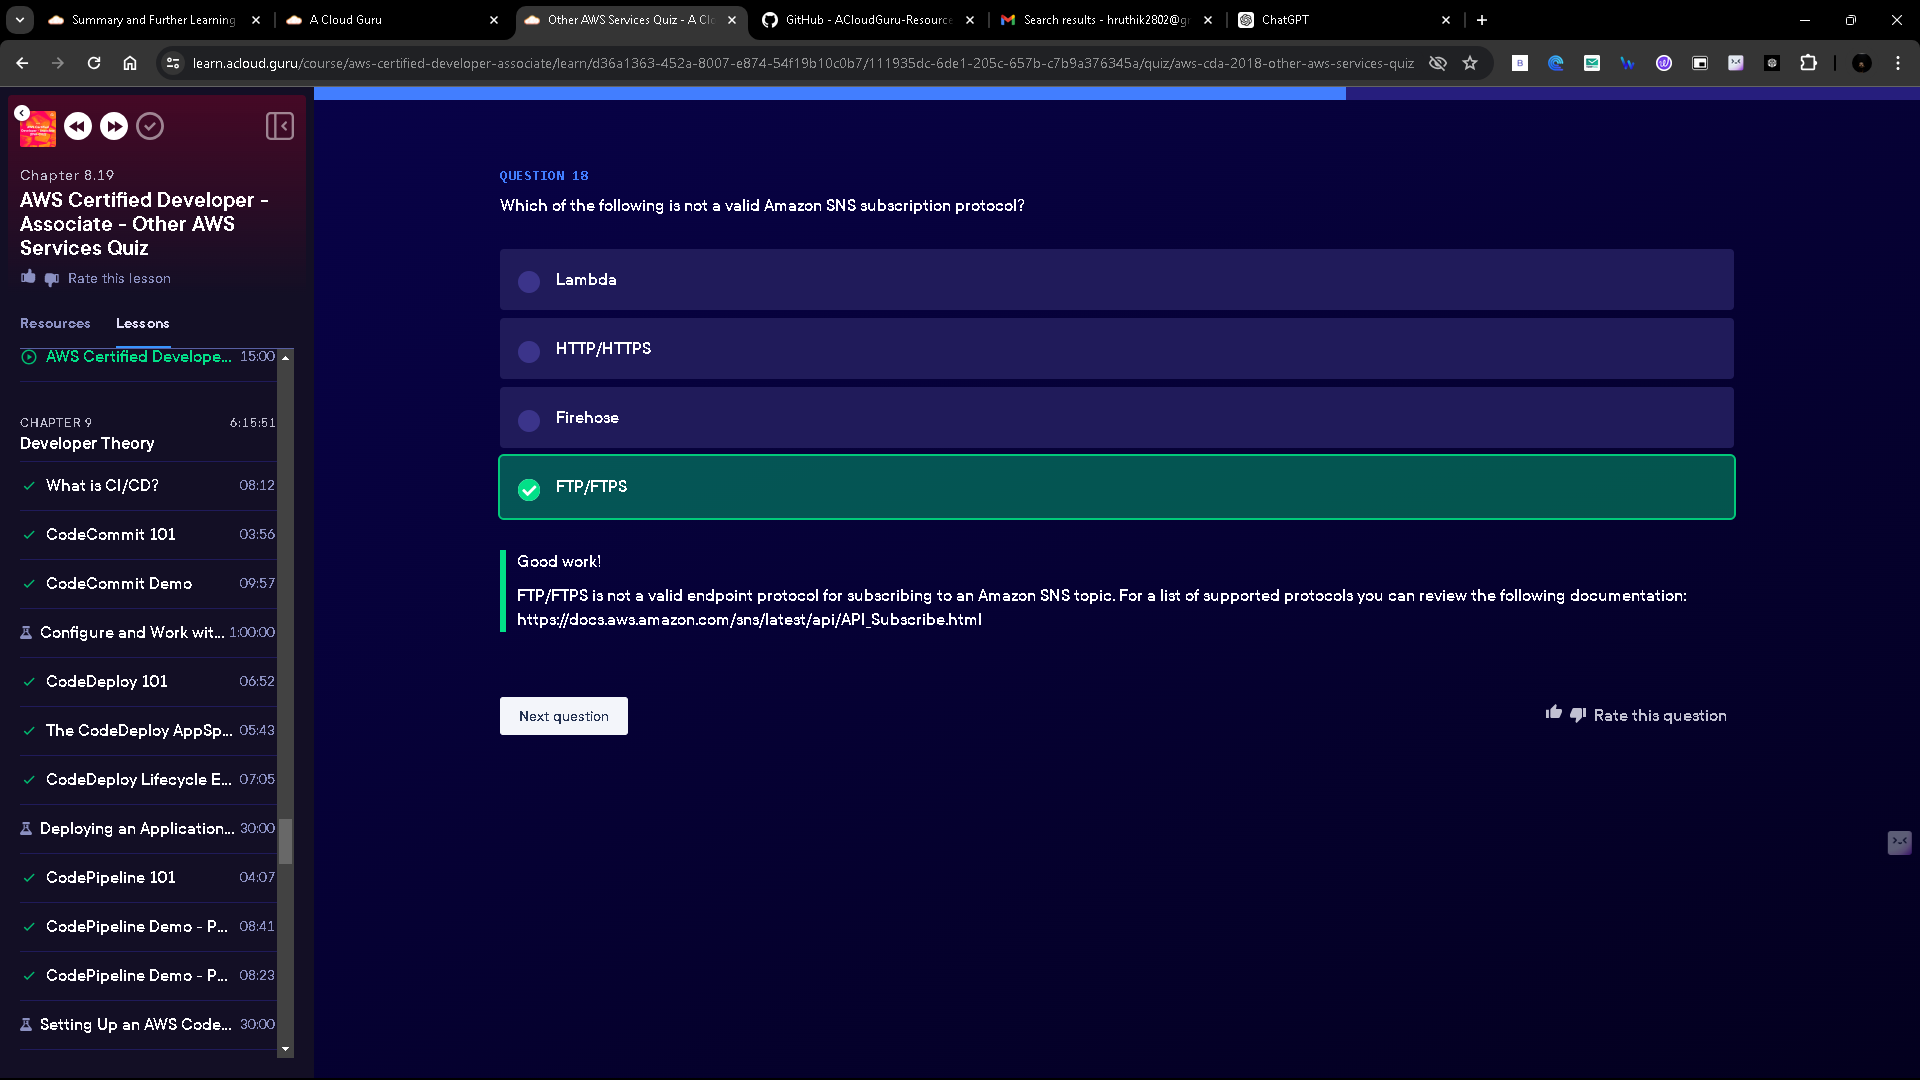 Summary and Further Learning
A Cloud Guru
Other AWS Services Quiz - A Clo
GitHub - ACloudGuru-Resource
Search results - hruthik2802@gr
ChatGPT
learn.acloud.guru/course/aws-certified-developer-associate/learn/d36a1363-452a-8007-e874-54f19b10c0b7/111935dc-6de1-205c-657b-c7b9a376345a/quiz/aws-cda-2018-other-aws-services-quiz
Chapter 8.19
AWS Certified Developer -
Associate - Other AWS
Services Quiz
Rate this lesson
Resources
Lessons
AWS Certified Develope... 15:00
CHAPTER 9 6:15:51
Developer Theory
What is CI/CD? 08:12
CodeCommit 101 03:56
CodeCommit Demo 09:57
Configure and Work wit... 1:00:00
CodeDeploy 101 06:52
The CodeDeploy AppSp... 05:43
CodeDeploy Lifecycle E... 07:05
Deploying an Application... 30:00
CodePipeline 101 04:07
CodePipeline Demo - P... 08:41
CodePipeline Demo - P... 08:23
Setting Up an AWS Code... 30:00
QUESTION 18
Which of the following is not a valid Amazon SNS subscription protocol?
Lambda
HTTP/HTTPS
Firehose
FTP/FTPS
Good work!
FTP/FTPS is not a valid endpoint protocol for subscribing to an Amazon SNS topic. For a list of supported protocols you can review the following documentation:
https://docs.aws.amazon.com/sns/latest/api/API_Subscribe.html
Next question
Rate this question